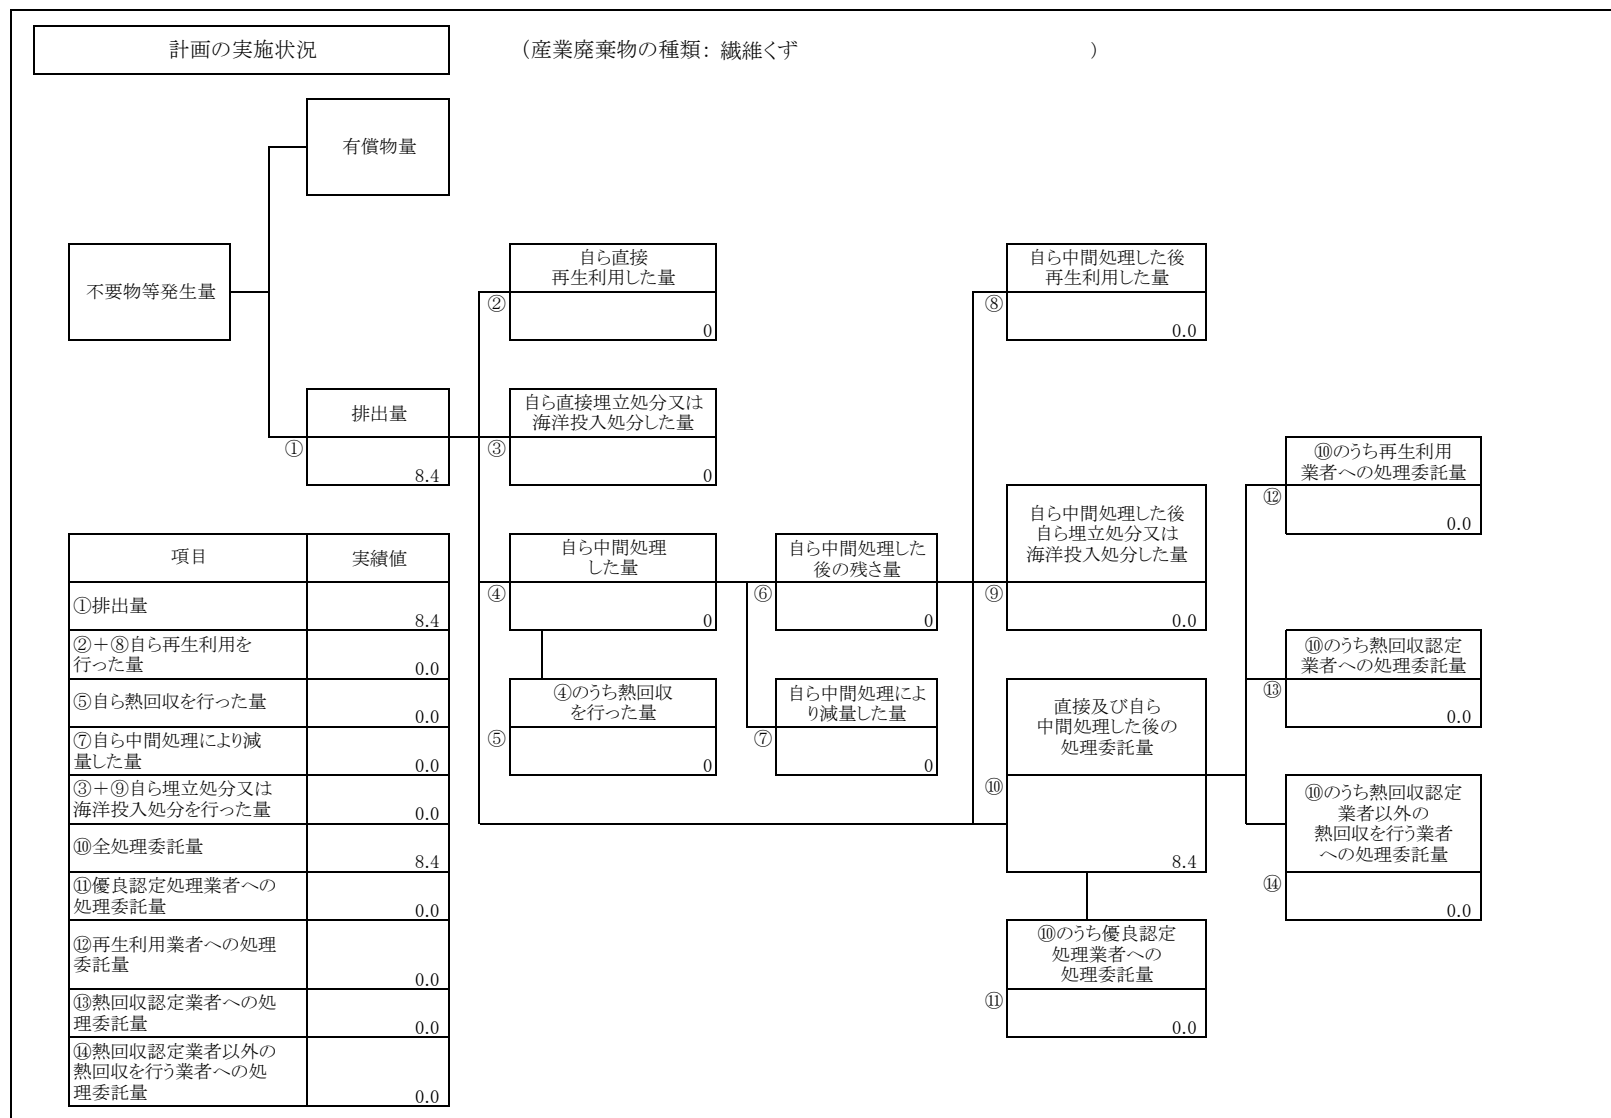 計画の実施状況
（産業廃棄物の種類：繊維くず　　　　　）
有償物量
不要物等発生量
自ら直接
再生利用した量
②
0
自ら中間処理した後
再生利用した量
⑧
0.0
排出量
①
8.4
自ら直接埋立処分又は
海洋投入処分した量
③
0
⑩のうち再生利用
業者への処理委託量
⑫
0.0
自ら中間処理した後
自ら埋立処分又は
海洋投入処分した量
⑨
0.0
自ら中間処理
した量
④
0
自ら中間処理した
後の残さ量
⑥
0
⑩のうち熱回収認定
業者への処理委託量
⑬
0.0
④のうち熱回収
を行った量
⑤
0
自ら中間処理によ
り減量した量
⑦
0
直接及び自ら
中間処理した後の
処理委託量
⑩
8.4
⑩のうち熱回収認定
業者以外の
熱回収を行う業者
への処理委託量
⑭
0.0
⑩のうち優良認定
処理業者への
処理委託量
⑪
0.0
項目
実績値
①排出量
8.4
②＋⑧自ら再生利用を
行った量
0.0
⑤自ら熱回収を行った量
0.0
⑦自ら中間処理により減
量した量
0.0
③＋⑨自ら埋立処分又は
海洋投入処分を行った量
0.0
⑩全処理委託量
8.4
⑪優良認定処理業者への
処理委託量
0.0
⑫再生利用業者への処理
委託量
0.0
⑬熱回収認定業者への処
理委託量
0.0
⑭熱回収認定業者以外の
熱回収を行う業者への処
理委託量
0.0